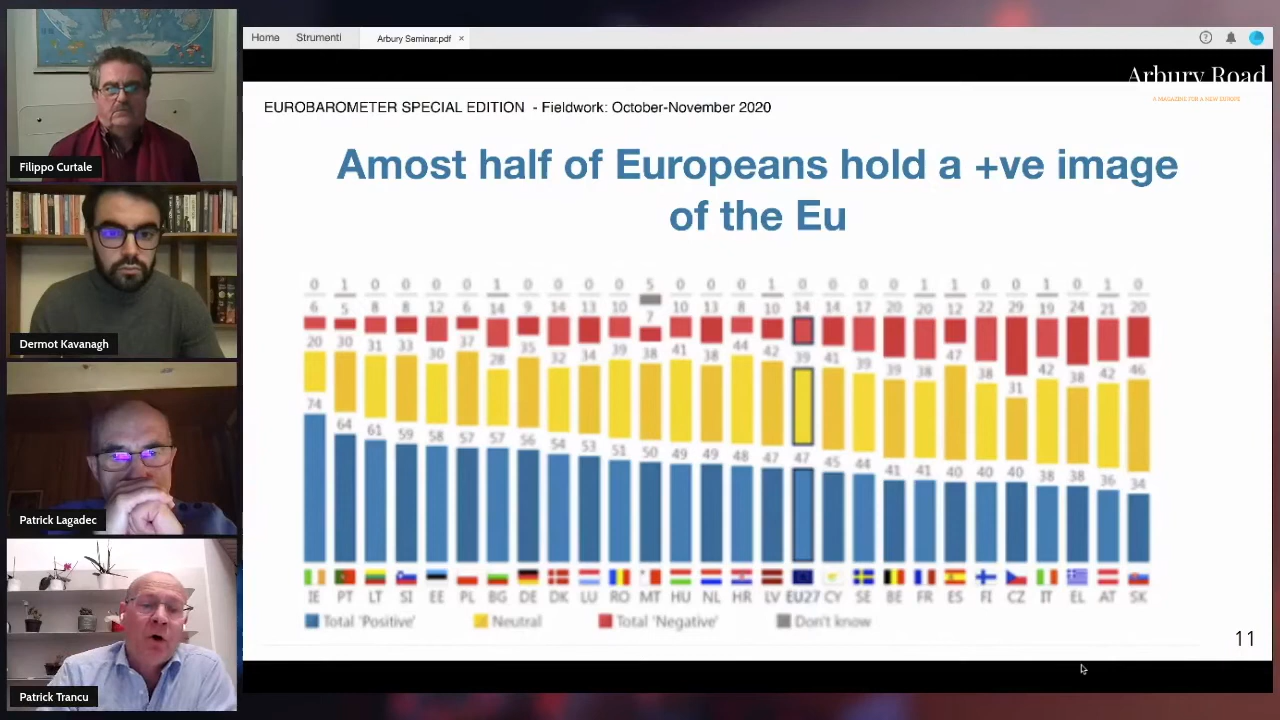 Home Strumenti Arbury Seminar.pdf ×
Arbury Road
A MAGAZINE FOR A NEW EUROPE
EUROBAROMETER SPECIAL EDITION - Fieldwork: October-November 2020
Amost half of Europeans hold a +ve image
of the Eu
0 1 0 0 0 0 1 0 0 0 0 5 0 0 0 1 0 0 0 0 1 1 0 0 1 0 1 0
6 5 8 8 12 6 14 9 14 13 10 7 10 13 8 10 14 14 17 20 20 12 22 29 19 24 21 20
20 30 31 33 30 37 28 35 32 34 39 38 41 38 44 42 39 41 39 39 38 47 38 31 42 38 42 46
74 64 61 59 58 57 57 56 54 53 51 50 49 49 48 47 47 45 44 41 41 40 40 40 38 38 36 34
IE PT LT SI EE PL BG DE DK LU RO MT HU NL HR LV EU27 CY SE BE FR ES FI CZ IT EL AT SK
Total 'Positive' Neutral Total 'Negative' Don't know
11
Filippo Curtale
Dermot Kavanagh
Patrick Lagadec
Patrick Trancu